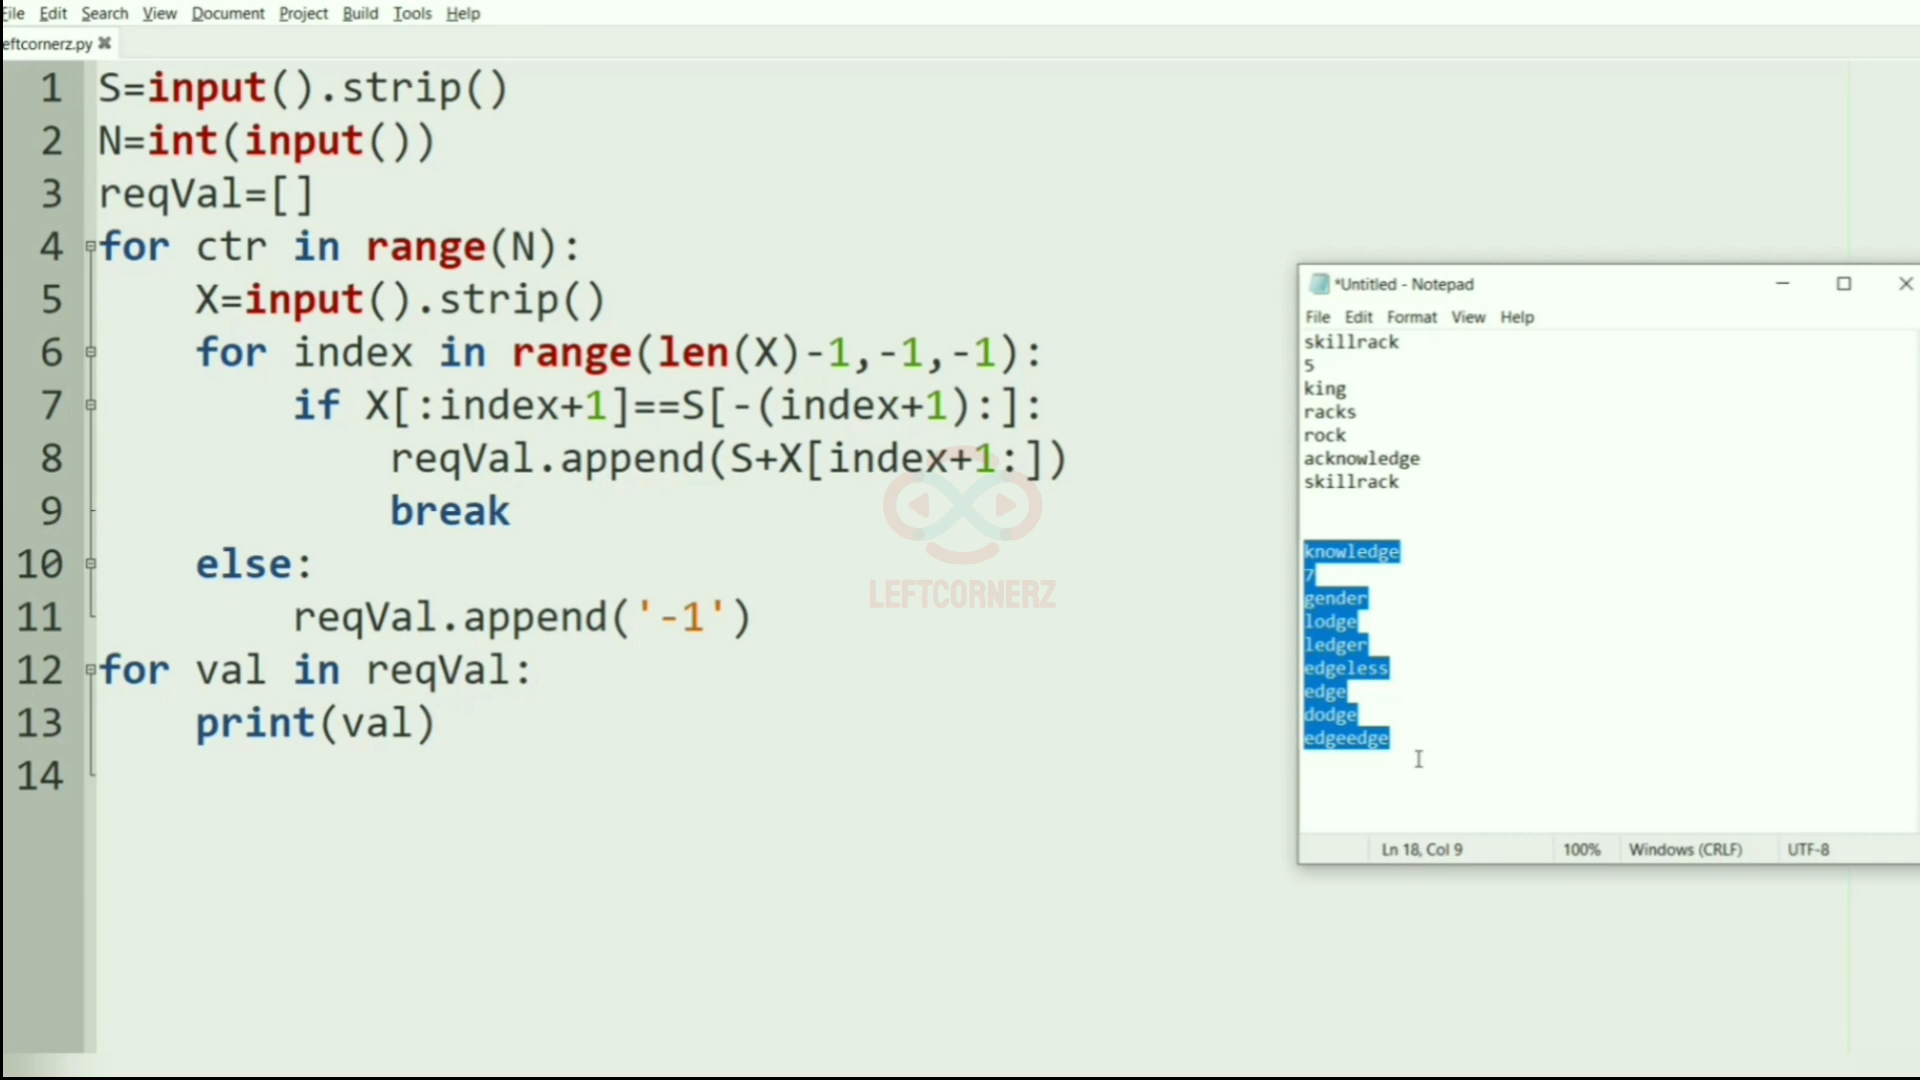 File Edit Search View Document Project Build Tools Help
eftcornerz.py
1 S=input().strip()
2 N=int(input())
3 reqVal=[]
4 for ctr in range(N):
5     X=input().strip()
6     for index in range(len(X)-1,-1,-1):
7         if X[:index+1]==S[-(index+1):]:
8             reqVal.append(S+X[index+1:])
9             break
10     else:
11         reqVal.append('-1')
12 for val in reqVal:
13     print(val)
14
LEFTCORNERZ
*Untitled - Notepad
File Edit Format View Help
skillrack
5
king
racks
rock
acknowledge
skillrack
knowledge
7
gender
lodge
ledger
edgeless
edge
dodge
edgeedge
Ln 18, Col 9 100% Windows (CRLF) UTF-8